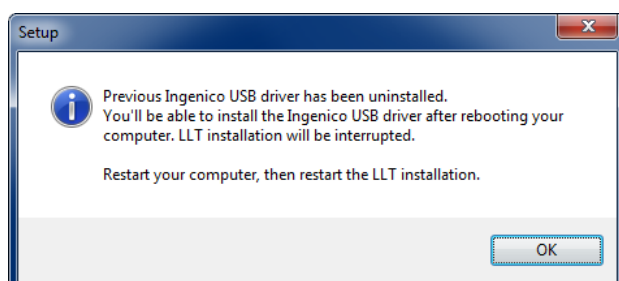 Setup
Previous Ingenico USB driver has been uninstalled.
You'll be able to install the Ingenico USB driver after rebooting your
computer. LLT installation will be interrupted.
Restart your computer, then restart the LLT installation.
OK